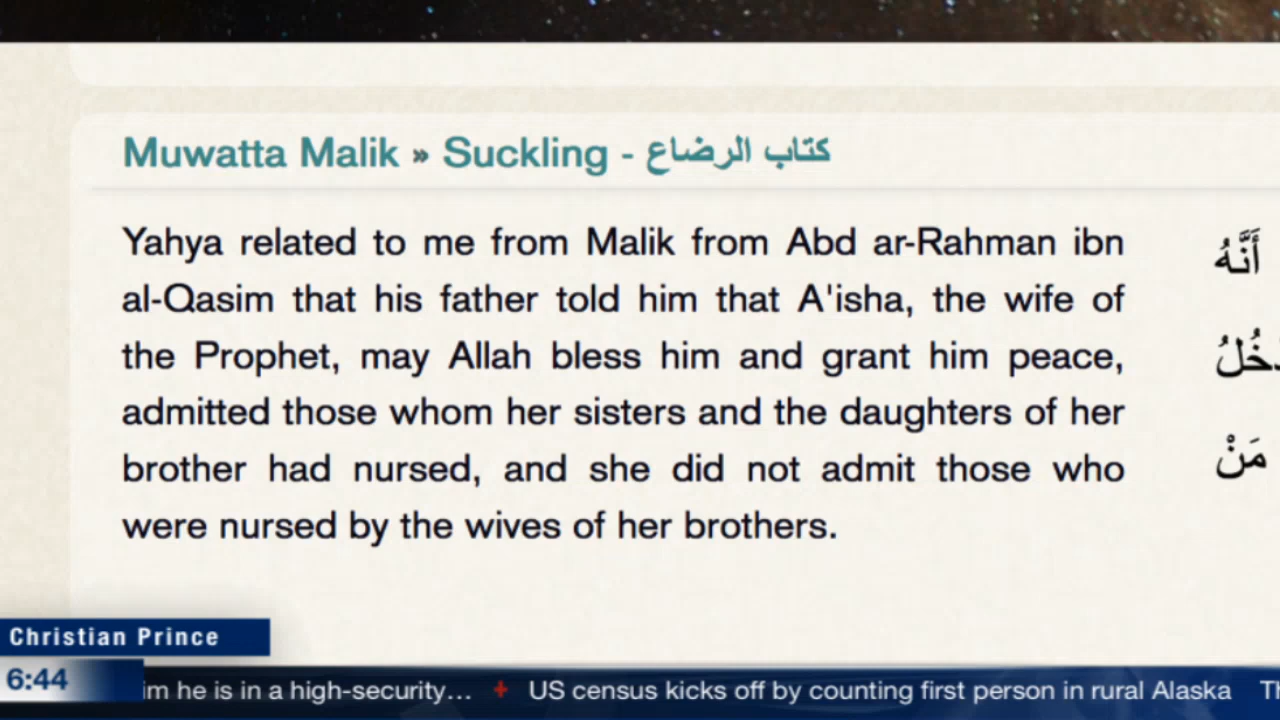 Muwatta Malik » Suckling - كتاب الرضاع
Yahya related to me from Malik from Abd ar-Rahman ibn
al-Qasim that his father told him that A'isha, the wife of
the Prophet, may Allah bless him and grant him peace,
admitted those whom her sisters and the daughters of her
brother had nursed, and she did not admit those who
were nursed by the wives of her brothers.
أَنَّهُ
مَنْ
Christian Prince
6:44
im he is in a high-security... + US census kicks off by counting first person in rural Alaska